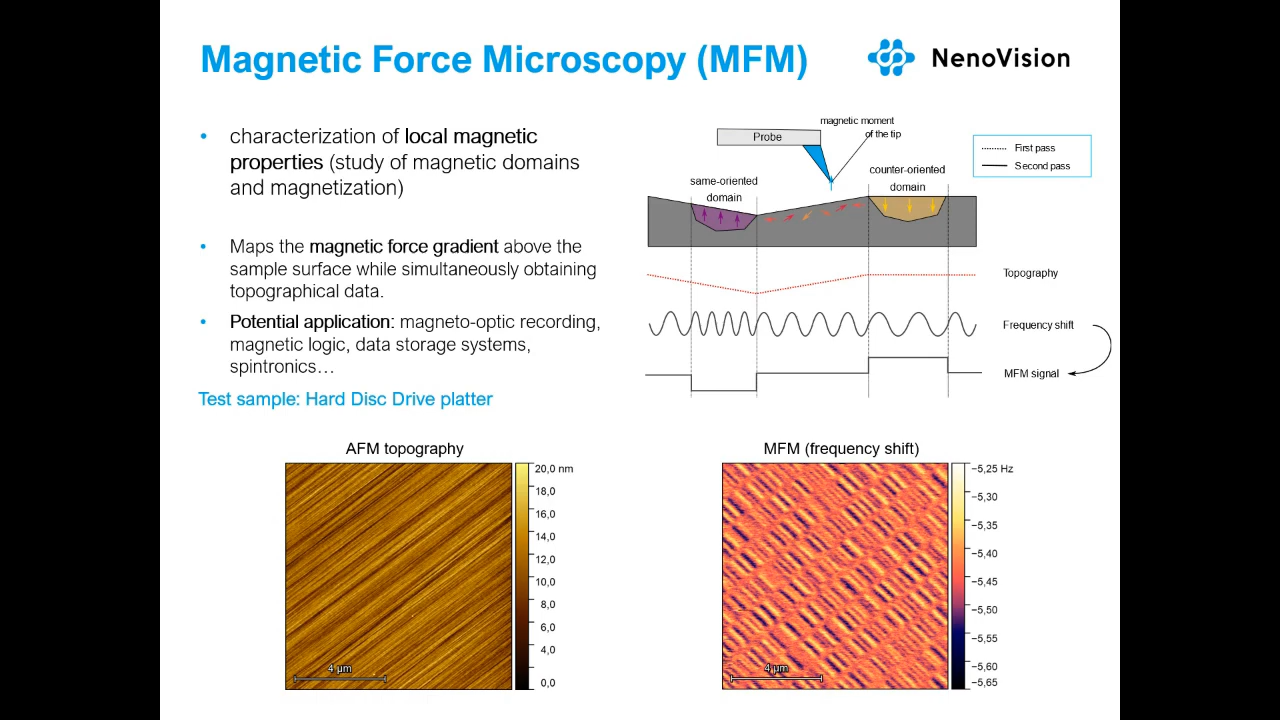 Magnetic Force Microscopy (MFM)
NenoVision
• characterization of local magnetic
properties (study of magnetic domains
and magnetization)
• Maps the magnetic force gradient above the
sample surface while simultaneously obtaining
topographical data.
• Potential application: magneto-optic recording,
magnetic logic, data storage systems,
spintronics…
Test sample: Hard Disc Drive platter
magnetic moment
of the tip
Probe
First pass
Second pass
same-oriented
domain
counter-oriented
domain
Topography
Frequency shift
MFM signal
AFM topography
20,0 nm
18,0
16,0
14,0
12,0
10,0
8,0
6,0
4,0
0,0
4 µm
MFM (frequency shift)
−5,25 Hz
−5,30
−5,35
−5,40
−5,45
−5,50
−5,55
−5,60
−5,65
4 µm